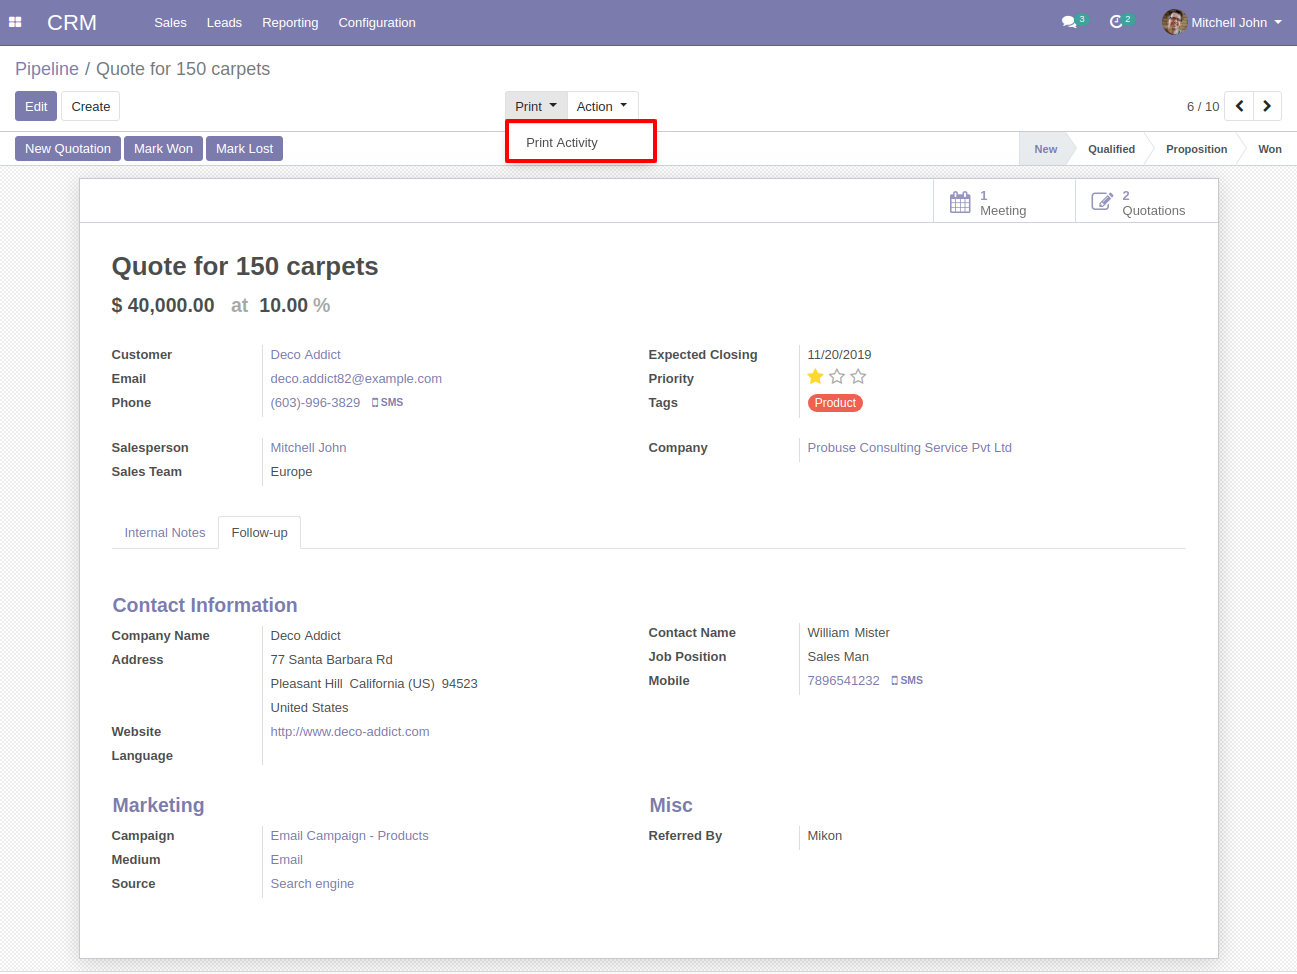 CRM Sales Leads Reporting Configuration 3 2 Mitchell John
Pipeline / Quote for 150 carpets
Edit Create Print Action 6 / 10
Print Activity
New Quotation Mark Won Mark Lost New Qualified Proposition Won
1 Meeting
2 Quotations
Quote for 150 carpets
$ 40,000.00 at 10.00 %
Customer Deco Addict
Email deco.addict82@example.com
Phone (603)-996-3829 SMS
Expected Closing 11/20/2019
Priority
Tags Product
Salesperson Mitchell John
Sales Team Europe
Company Probuse Consulting Service Pvt Ltd
Internal Notes Follow-up
Contact Information
Company Name Deco Addict
Address 77 Santa Barbara Rd
Pleasant Hill California (US) 94523
United States
Website http://www.deco-addict.com
Language
Contact Name William Mister
Job Position Sales Man
Mobile 7896541232 SMS
Marketing
Campaign Email Campaign - Products
Medium Email
Source Search engine
Misc
Referred By Mikon